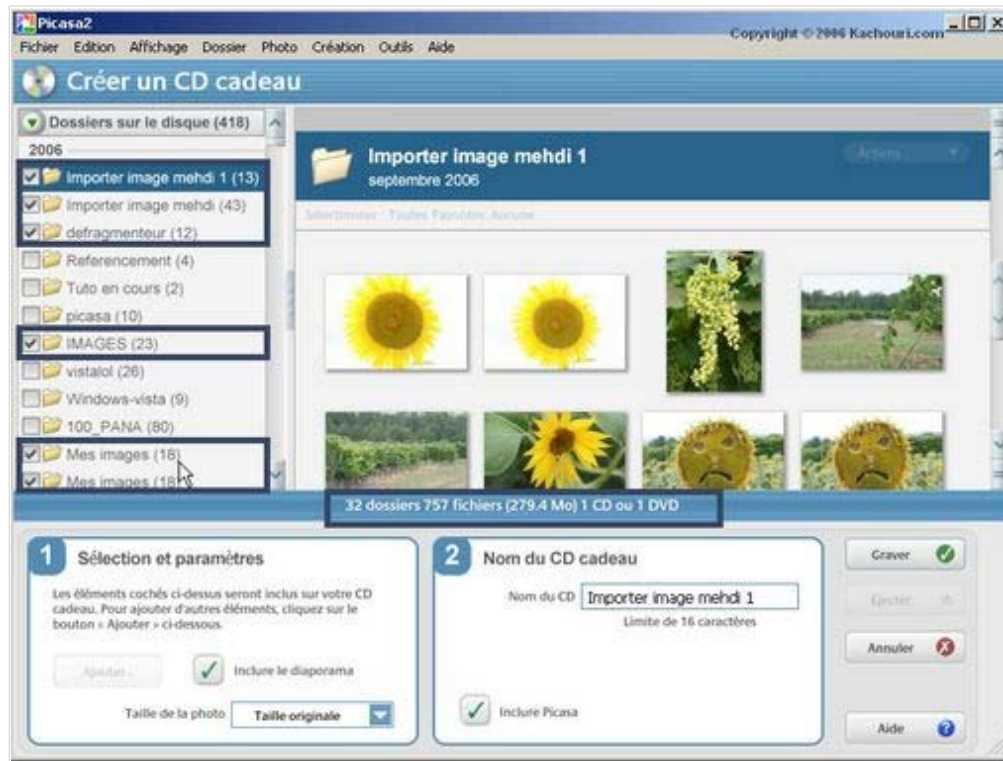 Picasa2
Copyright © 2006 Kachouri.com
Fichier Edition Affichage Dossier Photo Création Outils Aide
Créer un CD cadeau
Dossiers sur le disque (418)
2006
Importer image mehdi 1 (13)
Importer image mehdi (43)
defragmenteur (12)
Referencement (4)
Tuto en cours (2)
picasa (10)
IMAGES (23)
vistalol (26)
Windows-vista (9)
100_PANA (80)
Mes images (18)
Mes images (18)
Importer image mehdi 1
septembre 2006
Actions
Sélectionner : Toutes Favorites Aucune
32 dossiers 757 fichiers (279.4 Mo) 1 CD ou 1 DVD
1 Sélection et paramètres
Les éléments cochés ci-dessus seront inclus sur votre CD
cadeau. Pour ajouter d'autres éléments, cliquez sur le
bouton « Ajouter » ci-dessous.
Ajouter...
Inclure le diaporama
Taille de la photo Taille originale
2 Nom du CD cadeau
Nom du CD Importer image mehdi 1
Limite de 16 caractères
Inclure Picasa
Graver
Ejecter
Annuler
Aide